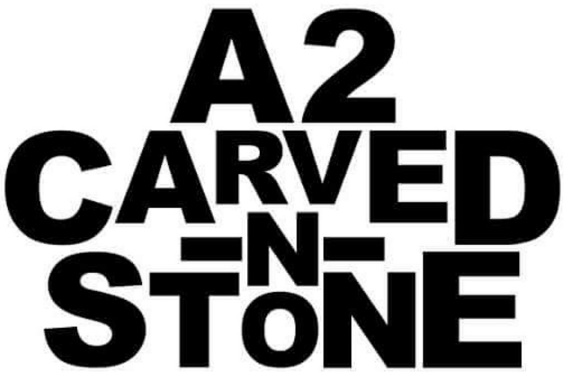 A2
CARVED
-N-
STONE